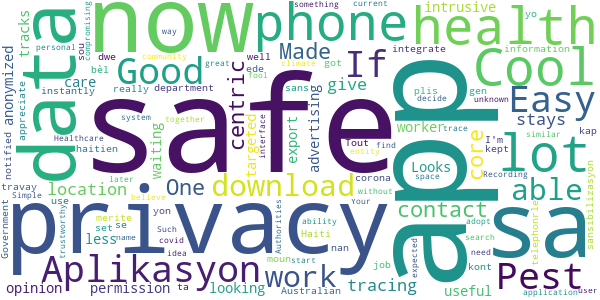 now
safe
privacy
app
sa
data
phone
health
Cool
Easy
lot
If
Good
Made
give
care
centric
One
download
location
Aplikasyon
work
Pest
able
core
contact
tracing
looking
permission
opinion
less
export
advertising
targeted
waiting
worker
stays
Looks
useful
intrusive
tracks
anonymized
notified
appreciate
personal
compromising
something
current
way
sou
dwe
bèl
community
great
climate
got
integrate
information
yo
well
ede
fool
sans
plis
decide
gen
unknown
instantly
really
department
Healthcare
haitien
system
together
interface
Tout
entity
find
trace
I'm
kept
similar
kap
Recording
travay
Simple
Government
trustworthy
use
set
se
name
later
believe
merite
yon
Such
covid
idea
ta
moun
start
Australian
Authorities
ability
Haiti
nan
corona
without
Your
job
space
expected
adopt
search
need
kont
application
user
telephonrie
sansibilizasyon